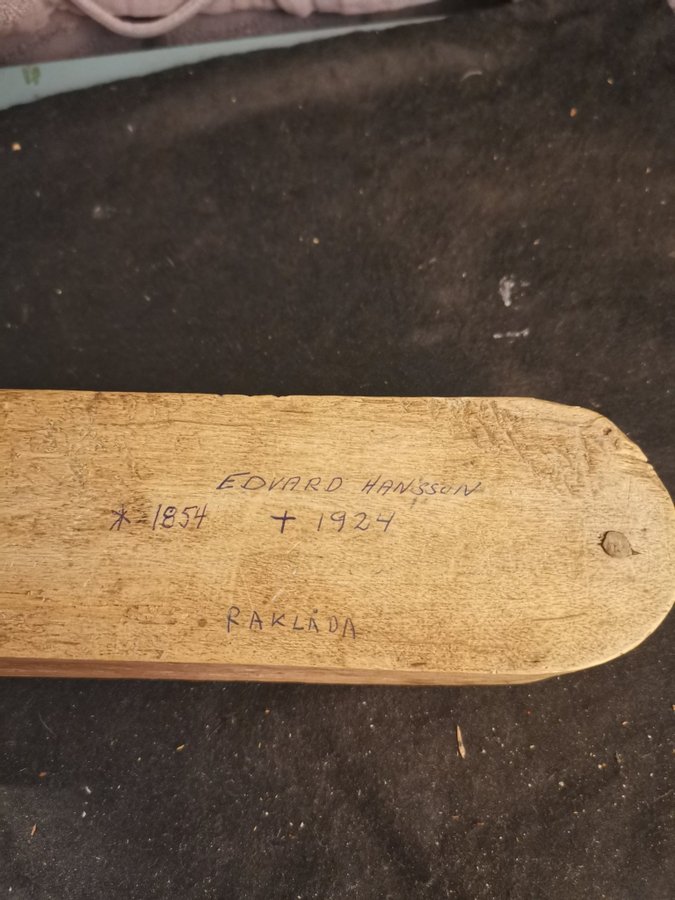 EDVARD HANSSON
* 1854 + 1924
RAKLÅDA